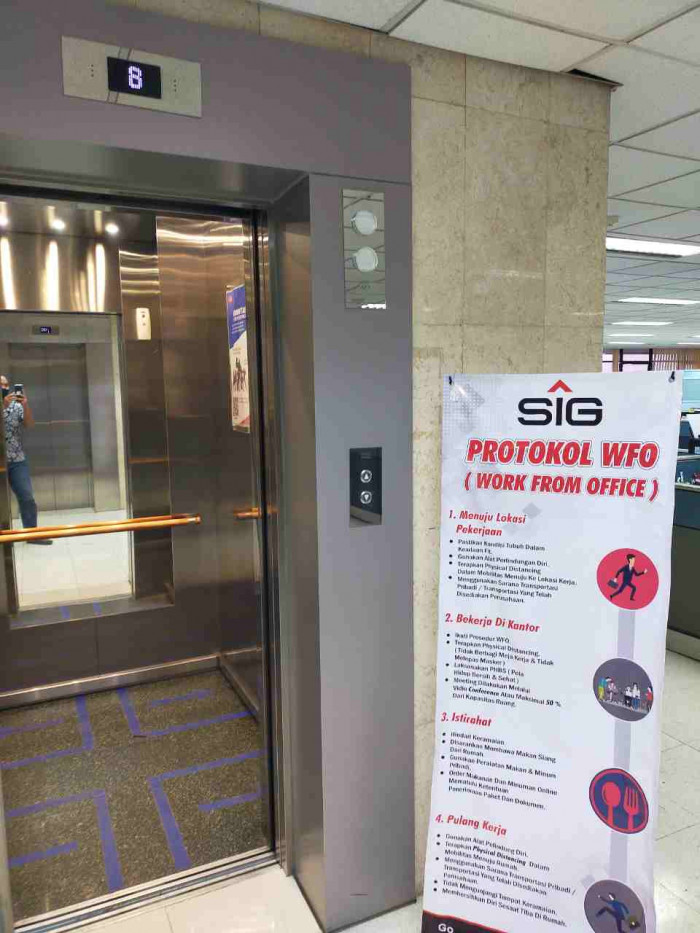 8
SIG
PROTOKOL WFO
( WORK FROM OFFICE )
1. Menuju Lokasi
Pekerjaan
Pastikan Kondisi Tubuh Dalam
Keadaan Fit.
Gunakan Alat Perlindungan Diri.
Terapkan Physical Distancing
Dalam Mobilitas Menuju Ke Lokasi Kerja.
Menggunakan Sarana Transportasi
Pribadi / Transportasi Yang Telah
Disediakan Perusahaan.
2. Bekerja Di Kantor
Ikuti Prosedur WFO.
Terapkan Physical Distancing.
(Tidak Berbagi Meja Kerja & Tidak
Melepas Masker)
Laksanakan PHBS ( Pola
Hidup Bersih & Sehat)
Meeting Dilakukan Melalui
Vidio Conference Atau Maksimal 50 %
Dari Kapasitas Ruang.
3. Istirahat
Hindari Keramaian
Disarankan Membawa Makan Siang
Dari Rumah
Gunakan Peralatan Makan & Minum
Pribadi.
Order Makanan Dan Minuman Online
Mematuhi Ketentuan
Penerimaan Paket Dan Dokumen.
4. Pulang Kerja
Gunakan Alat Pelindung Diri.
Terapkan Physical Distancing Dalam
Mobilitas Menuju Rumah
Menggunakan Sarana Transportasi Pribadi /
Transportasi Yang Telah Disediakan
Perusahaan.
Tidak Mengunjungi Tempat Keramaian.
Membersihkan Diri Sesaat Tiba Di Rumah.
Go